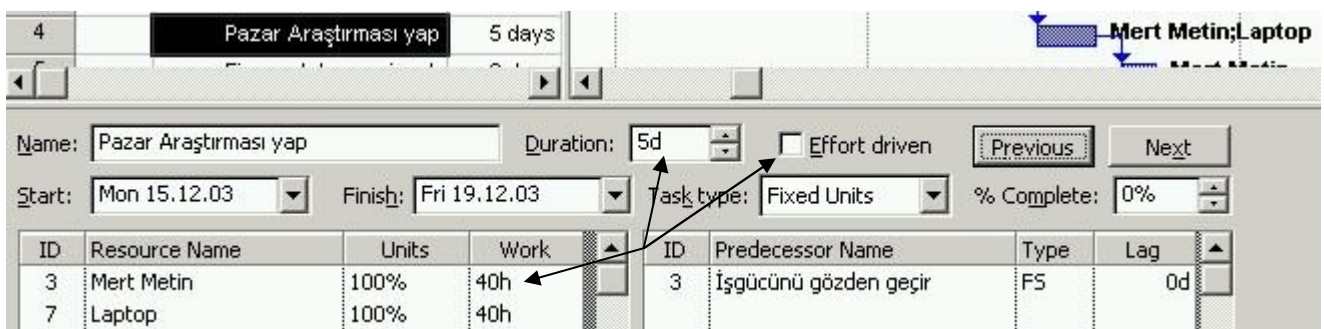 4 Pazar Araştırması yap 5 days Mert Metin;Laptop
Mert Metin
Name: Pazar Araştırması yap Duration: 5d Effort driven Previous Next
Start: Mon 15.12.03 Finish: Fri 19.12.03 Task type: Fixed Units % Complete: 0%
ID Resource Name Units Work ID Predecessor Name Type Lag
3 Mert Metin 100% 40h 3 İşgücünü gözden geçir FS 0d
7 Laptop 100% 40h